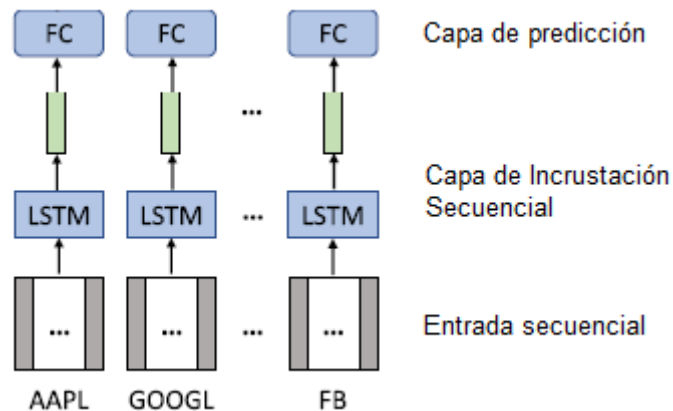 FC FC FC Capa de predicción
...
LSTM LSTM ... LSTM Capa de Incrustación
Secuencial
... ... ... ... Entrada secuencial
AAPL GOOGL FB